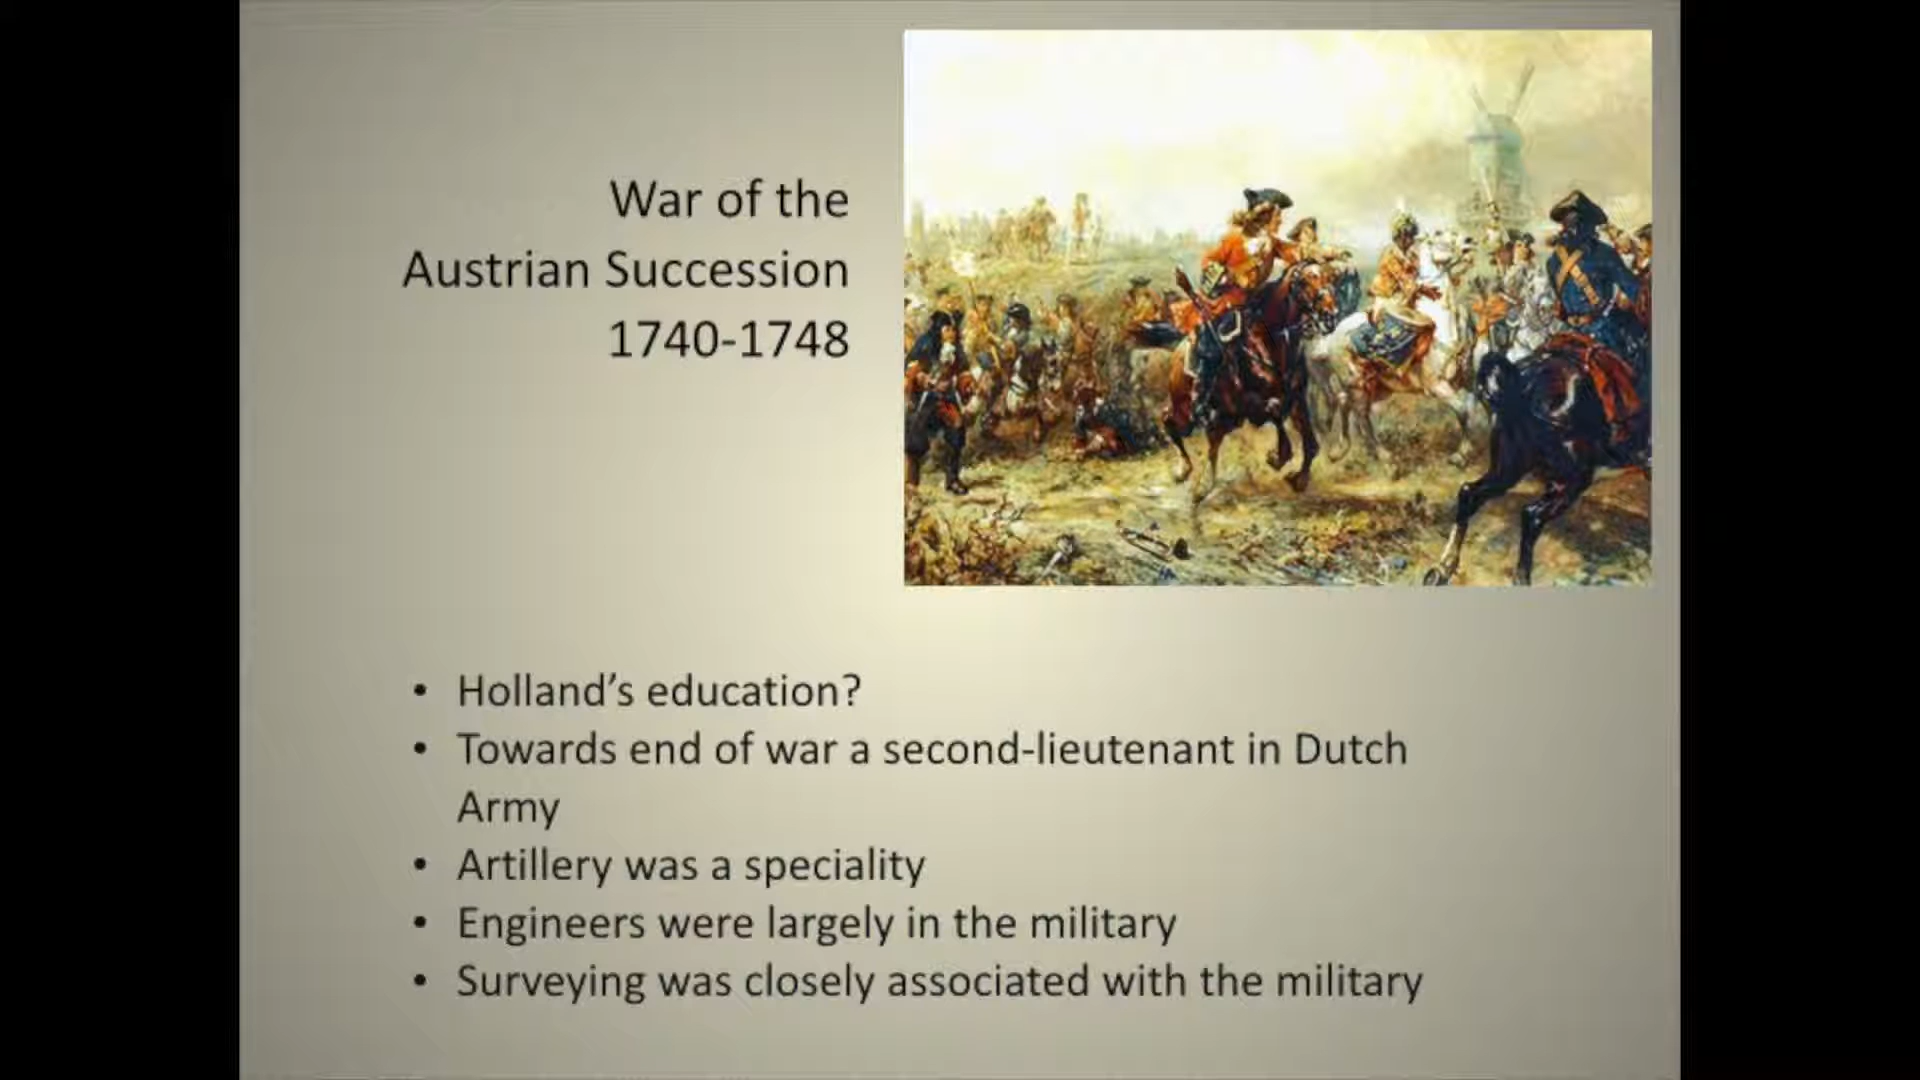 War of the
Austrian Succession
1740-1748
• Holland’s education?
• Towards end of war a second-lieutenant in Dutch
Army
• Artillery was a speciality
• Engineers were largely in the military
• Surveying was closely associated with the military